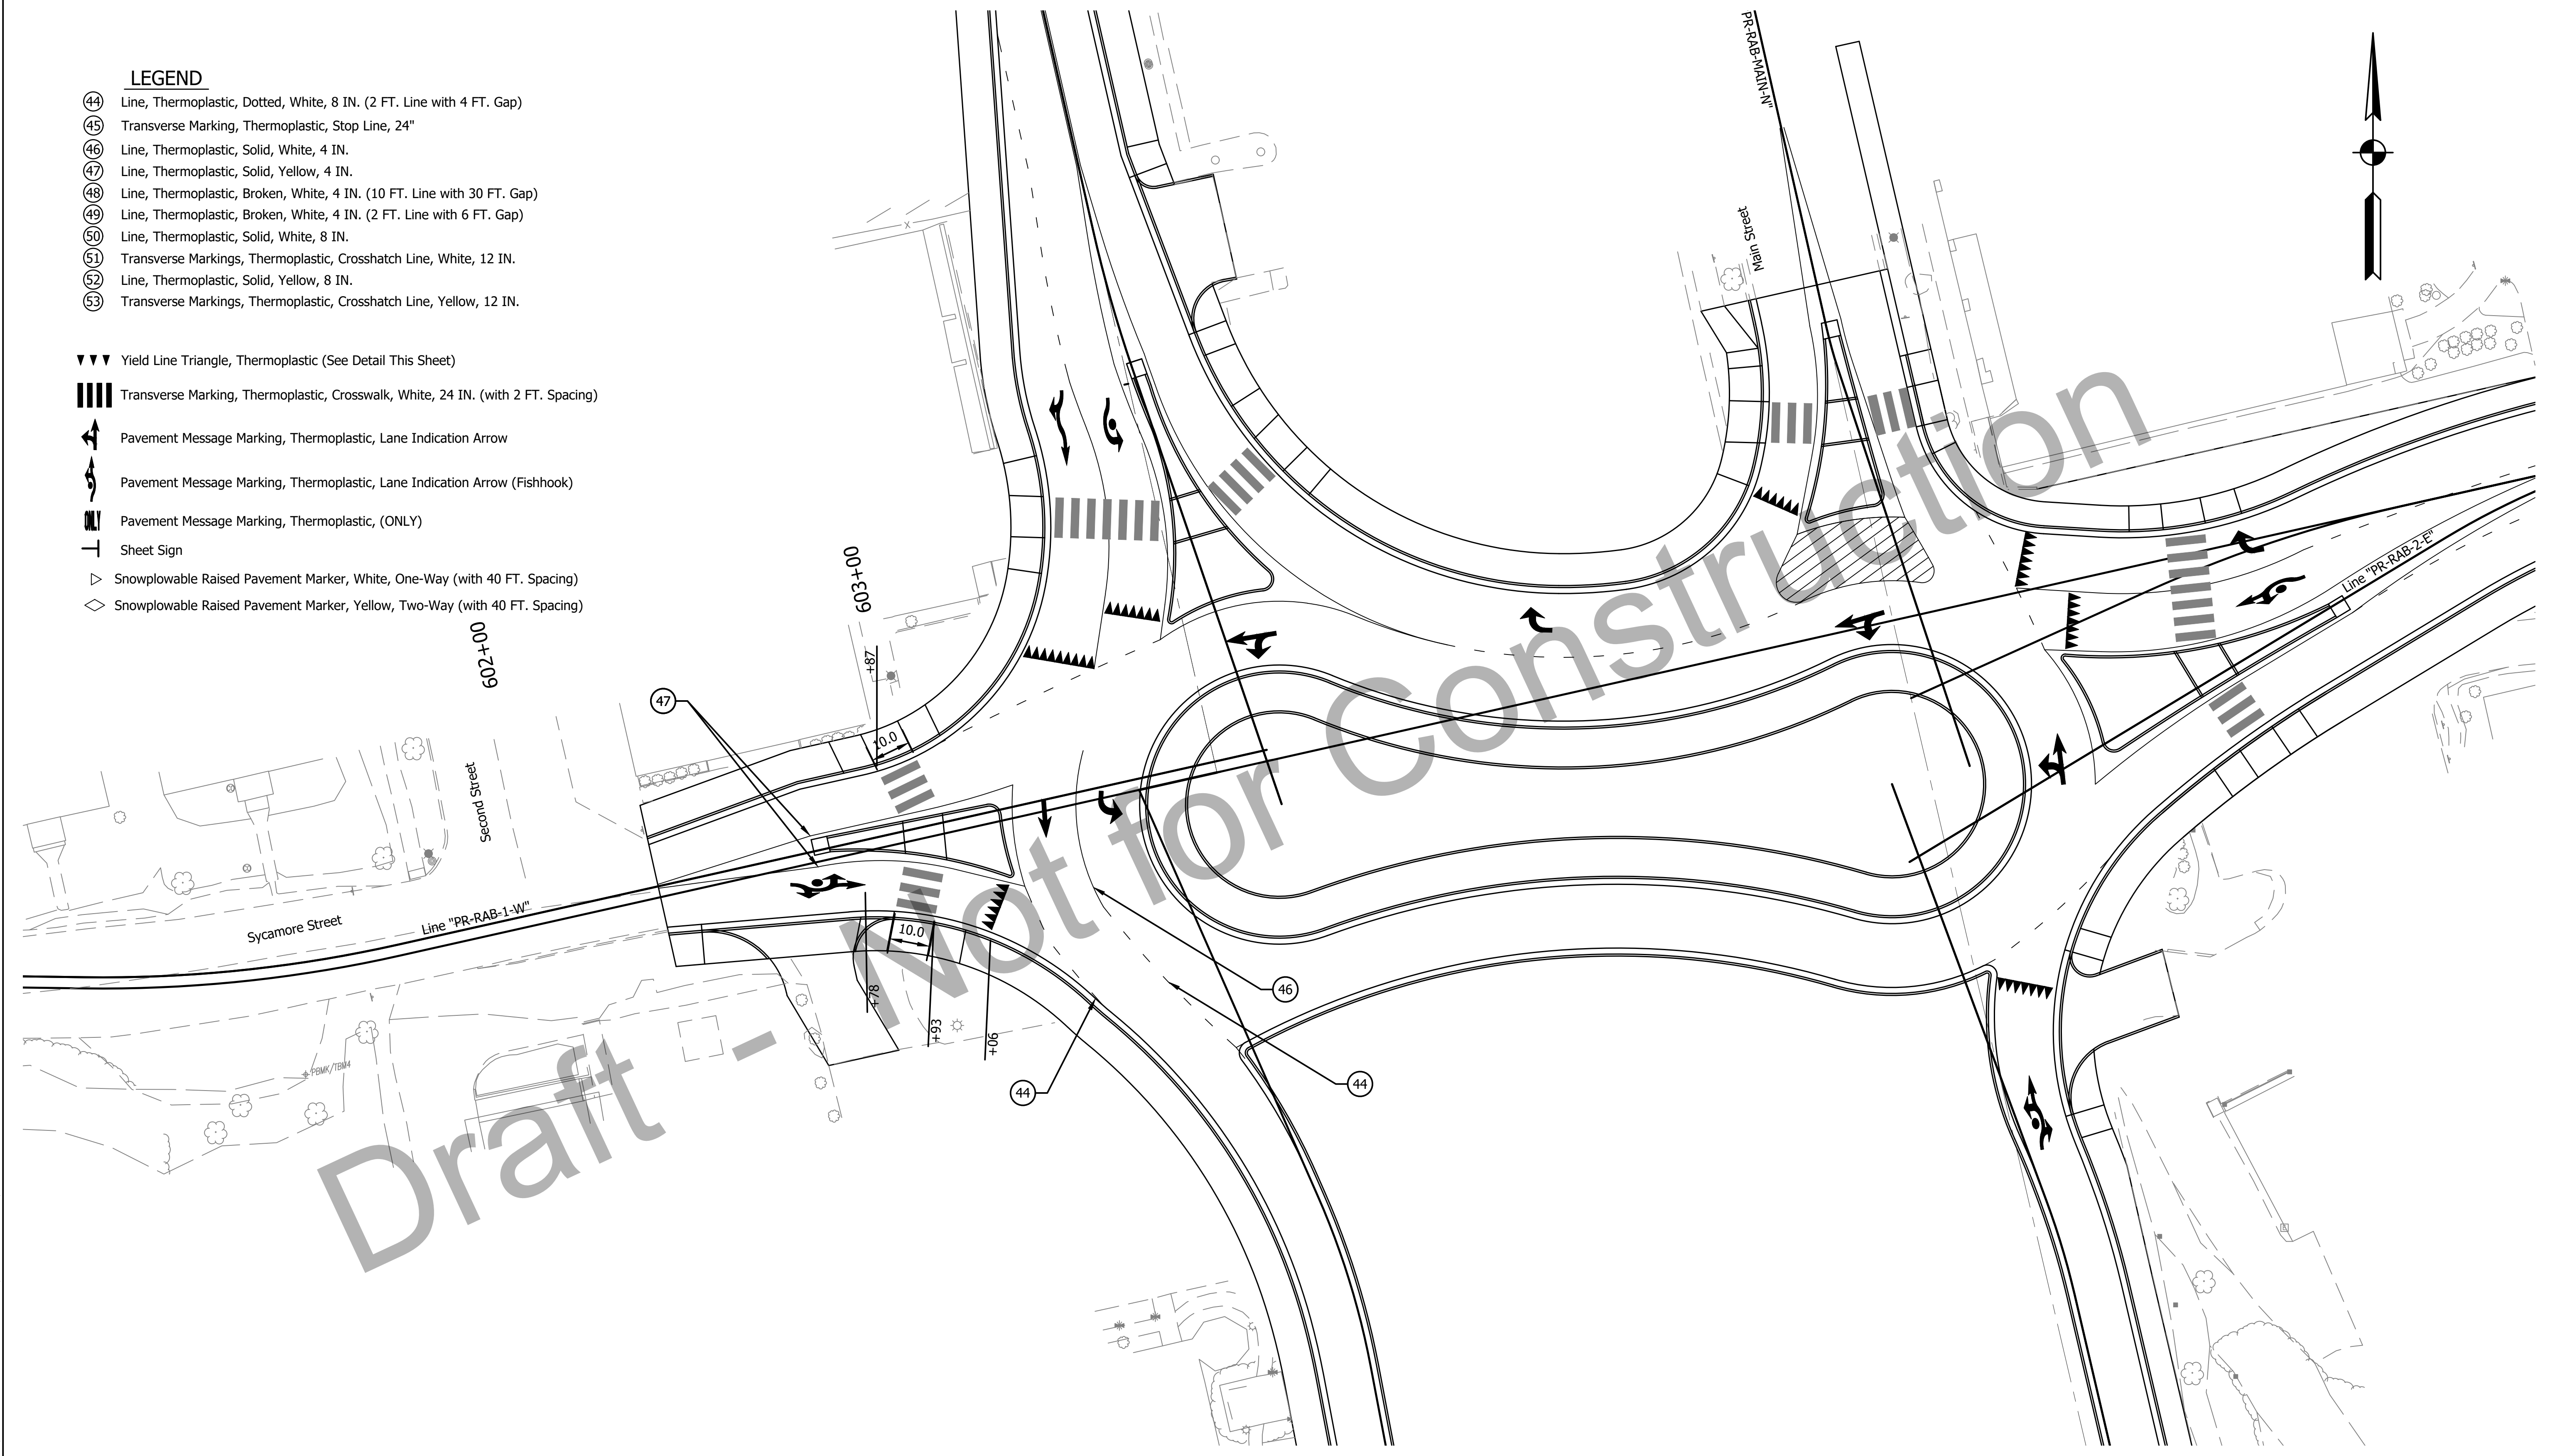 LEGEND
44 Line, Thermoplastic, Dotted, White, 8 IN. (2 FT. Line with 4 FT. Gap)
45 Transverse Marking, Thermoplastic, Stop Line, 24"
46 Line, Thermoplastic, Solid, White, 4 IN.
47 Line, Thermoplastic, Solid, Yellow, 4 IN.
48 Line, Thermoplastic, Broken, White, 4 IN. (10 FT. Line with 30 FT. Gap)
49 Line, Thermoplastic, Broken, White, 4 IN. (2 FT. Line with 6 FT. Gap)
50 Line, Thermoplastic, Solid, White, 8 IN.
51 Transverse Markings, Thermoplastic, Crosshatch Line, White, 12 IN.
52 Line, Thermoplastic, Solid, Yellow, 8 IN.
53 Transverse Markings, Thermoplastic, Crosshatch Line, Yellow, 12 IN.
Yield Line Triangle, Thermoplastic (See Detail This Sheet)
Transverse Marking, Thermoplastic, Crosswalk, White, 24 IN. (with 2 FT. Spacing)
Pavement Message Marking, Thermoplastic, Lane Indication Arrow
Pavement Message Marking, Thermoplastic, Lane Indication Arrow (Fishhook)
ONLY Pavement Message Marking, Thermoplastic, (ONLY)
Sheet Sign
Snowplowable Raised Pavement Marker, White, One-Way (with 40 FT. Spacing)
Snowplowable Raised Pavement Marker, Yellow, Two-Way (with 40 FT. Spacing)
PR-RAB-MAIN-N"
Main Street
602+00
603+00
+87
47
10.0
Second Street
Sycamore Street
Line "PR-RAB-1-W"
Line "PR-RAB-2-E"
10.0
+78
+93
+06
46
44
44
PBMK/TBM4
Draft - Not for Construction